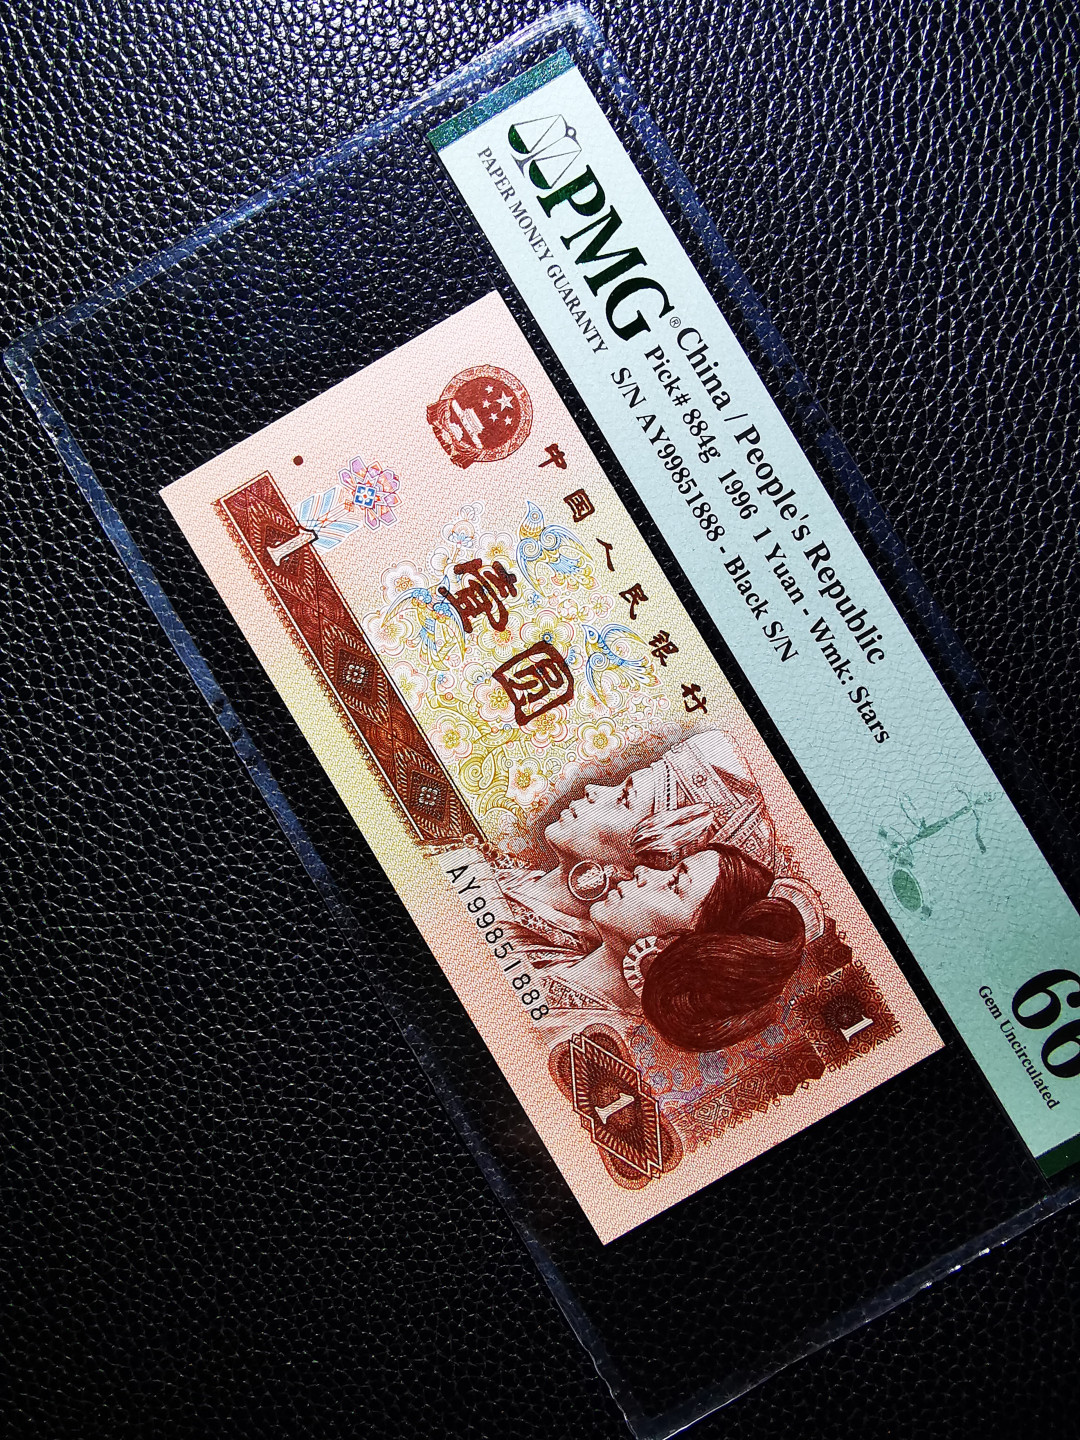 PMG®
PAPER MONEY GUARANTY
China / People's Republic
Pick# 884g 1996 1 Yuan - Wmk: Stars
S/N AY99851888 - Black S/N
66
Gem Uncirculated
中国人民银行
壹圆
1
AY99851888
1
1